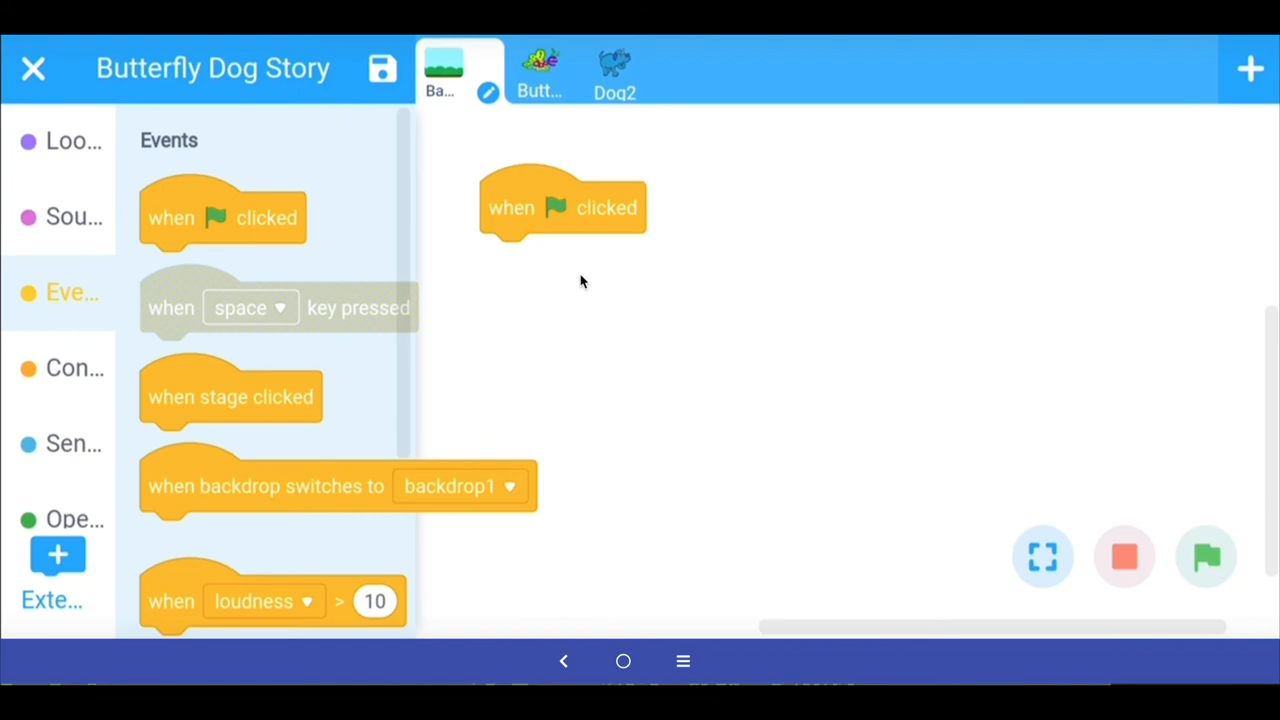 Butterfly Dog Story
Ba...
Butt...
Dog2
Loo...
Sou...
Eve...
Con...
Sen...
Ope...
Exte...
Events
when clicked
when space key pressed
when stage clicked
when backdrop switches to backdrop1
when loudness > 10
when clicked